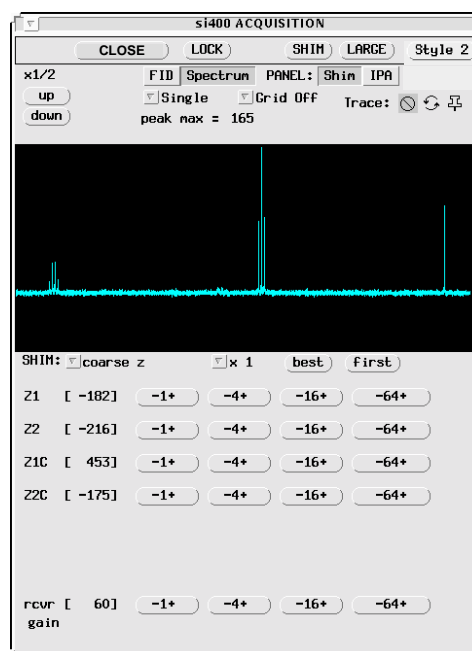 si400 ACQUISITION
CLOSE LOCK SHIM LARGE Style 2
x1/2 FID Spectrum PANEL: Shim IPA
up Single Grid Off Trace:
down peak max = 165
SHIM: coarse z x 1 best first
Z1 [ -182] -1+ -4+ -16+ -64+
Z2 [ -216] -1+ -4+ -16+ -64+
Z1C [ 453] -1+ -4+ -16+ -64+
Z2C [ -175] -1+ -4+ -16+ -64+
rcvr [ 60] -1+ -4+ -16+ -64+
gain